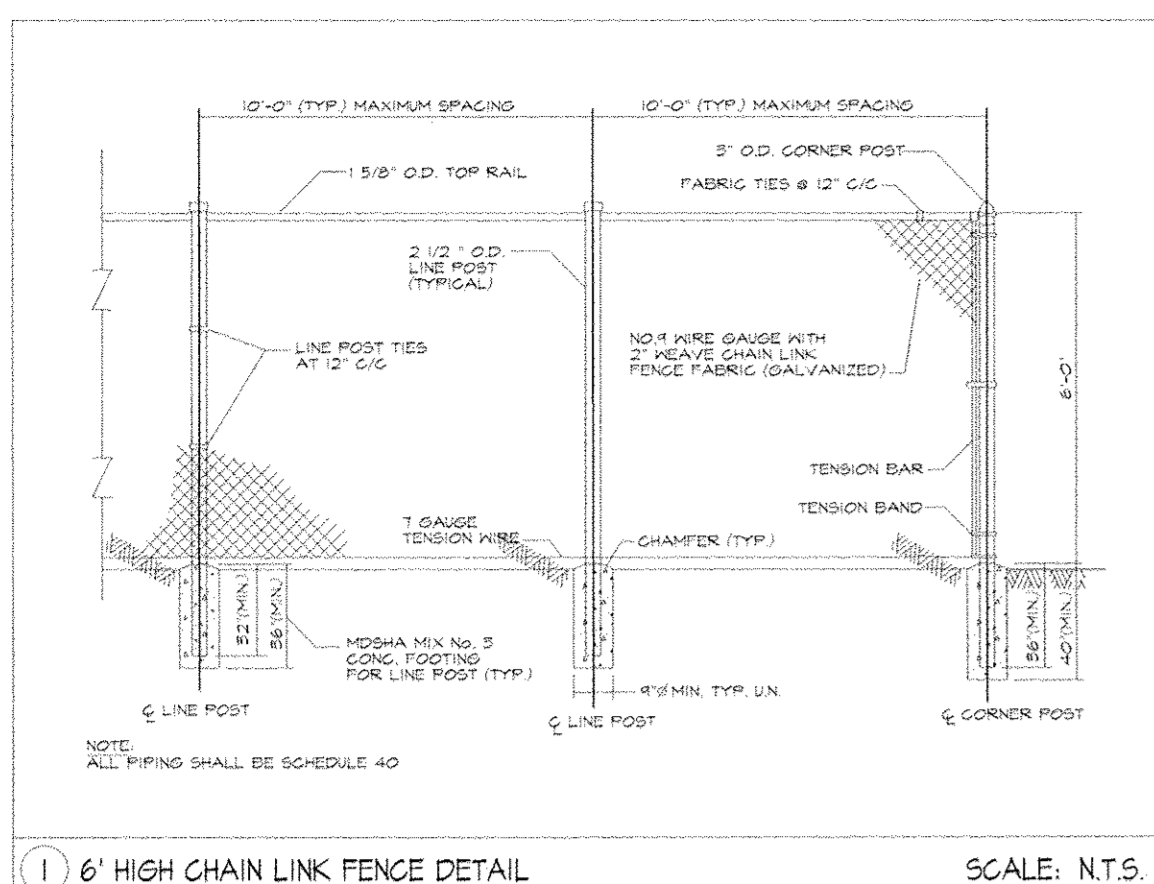 10'-0" (TYP.) MAXIMUM SPACING
10'-0" (TYP.) MAXIMUM SPACING
3" O.D. CORNER POST
1 5/8" O.D. TOP RAIL
FABRIC TIES @ 12" C/C
2 1/2 " O.D.
LINE POST
(TYPICAL)
NO.9 WIRE GAUGE WITH
2" WEAVE CHAIN LINK
FENCE FABRIC (GALVANIZED)
LINE POST TIES
AT 12" C/C
6'-0"
TENSION BAR
TENSION BAND
7 GAUGE
TENSION WIRE
CHAMFER (TYP.)
32"(MIN.)
36"(MIN.)
MDSHA MIX No. 3
CONC. FOOTING
FOR LINE POST (TYP.)
36"(MIN.)
40"(MIN.)
9"Ø MIN, TYP. U.N.
℄ LINE POST
℄ LINE POST
℄ CORNER POST
NOTE:
ALL PIPING SHALL BE SCHEDULE 40
1 6' HIGH CHAIN LINK FENCE DETAIL
SCALE: N.T.S.